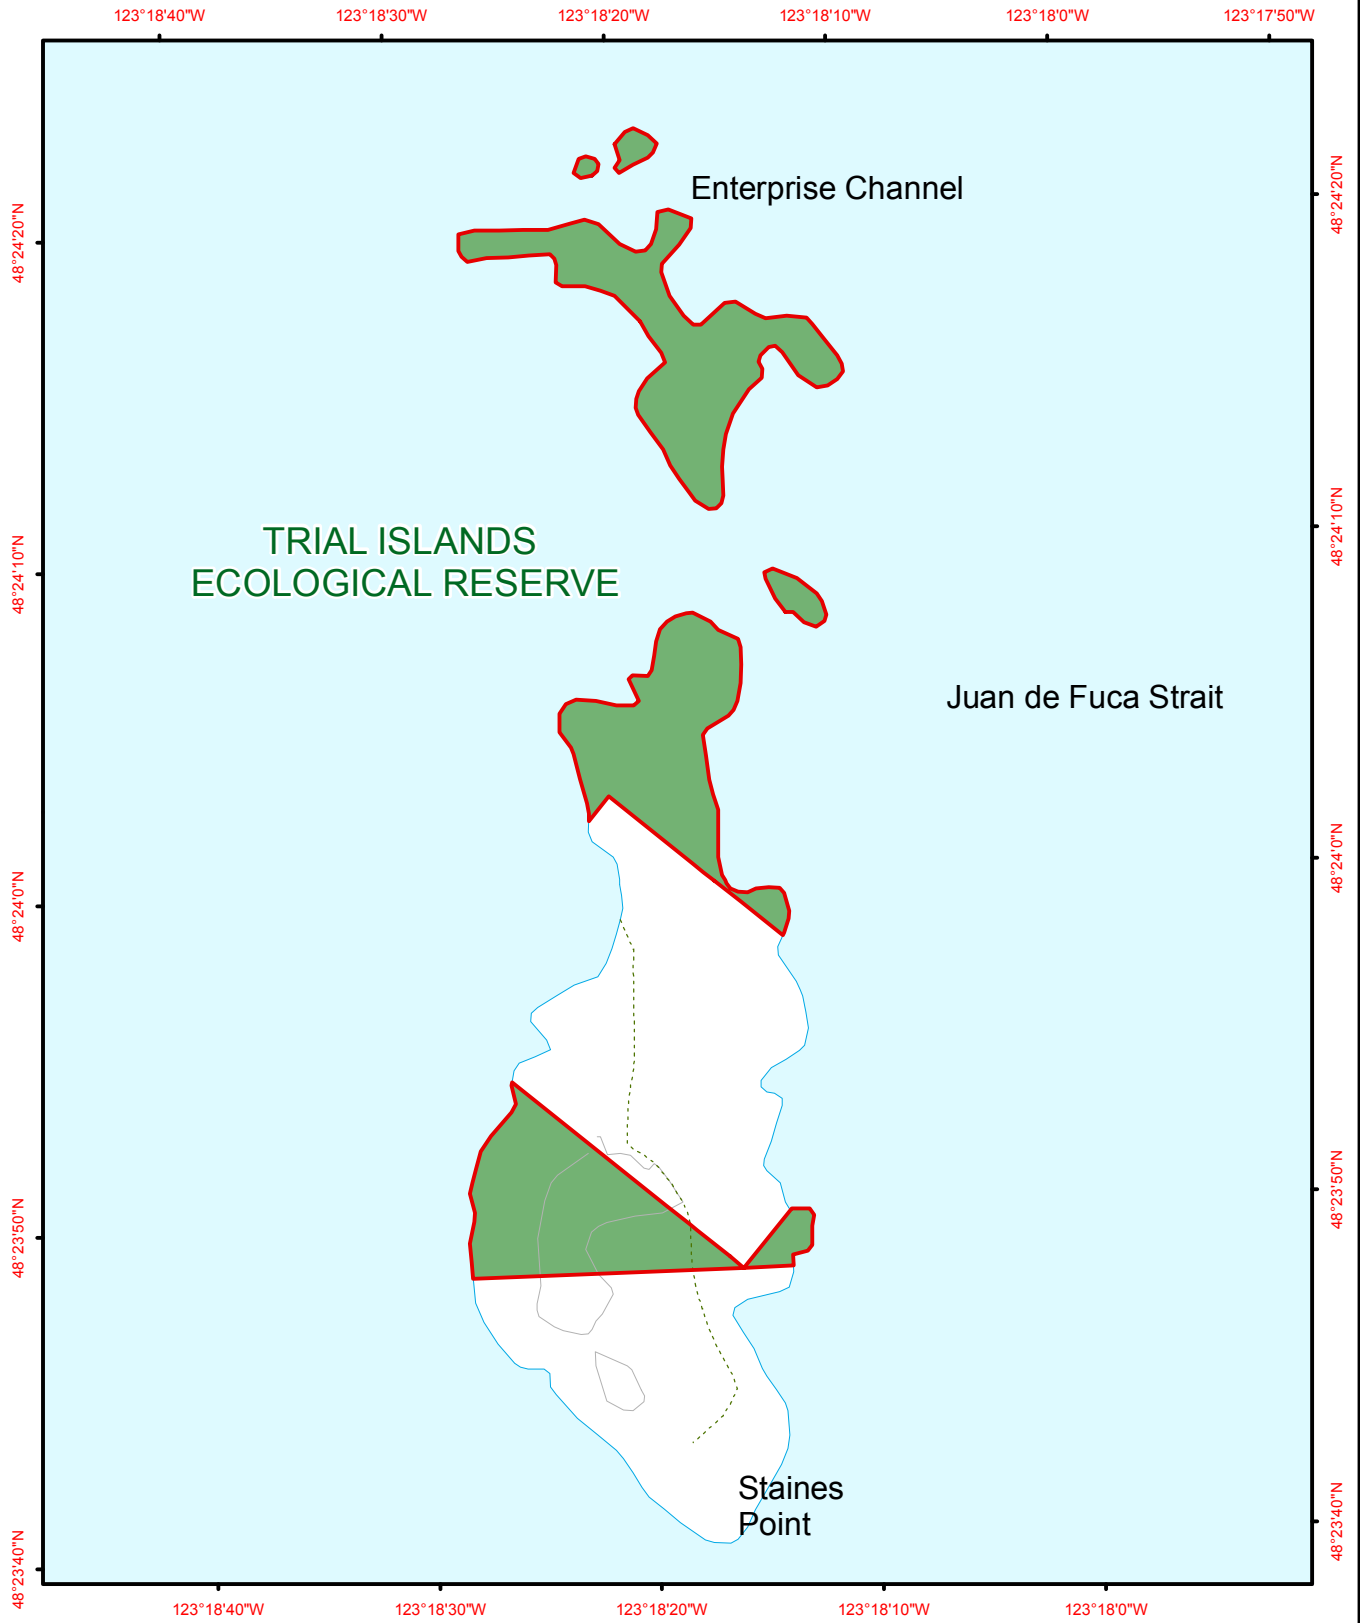 123°18'40"W 123°18'30"W 123°18'20"W 123°18'10"W 123°18'0"W 123°17'50"W
48°24'20"N
Enterprise Channel
48°24'20"N
48°24'10"N
TRIAL ISLANDS
ECOLOGICAL RESERVE
48°24'10"N
Juan de Fuca Strait
48°24'0"N
48°24'0"N
48°23'50"N
48°23'50"N
Staines
Point
48°23'40"N
48°23'40"N
123°18'40"W 123°18'30"W 123°18'20"W 123°18'10"W 123°18'0"W